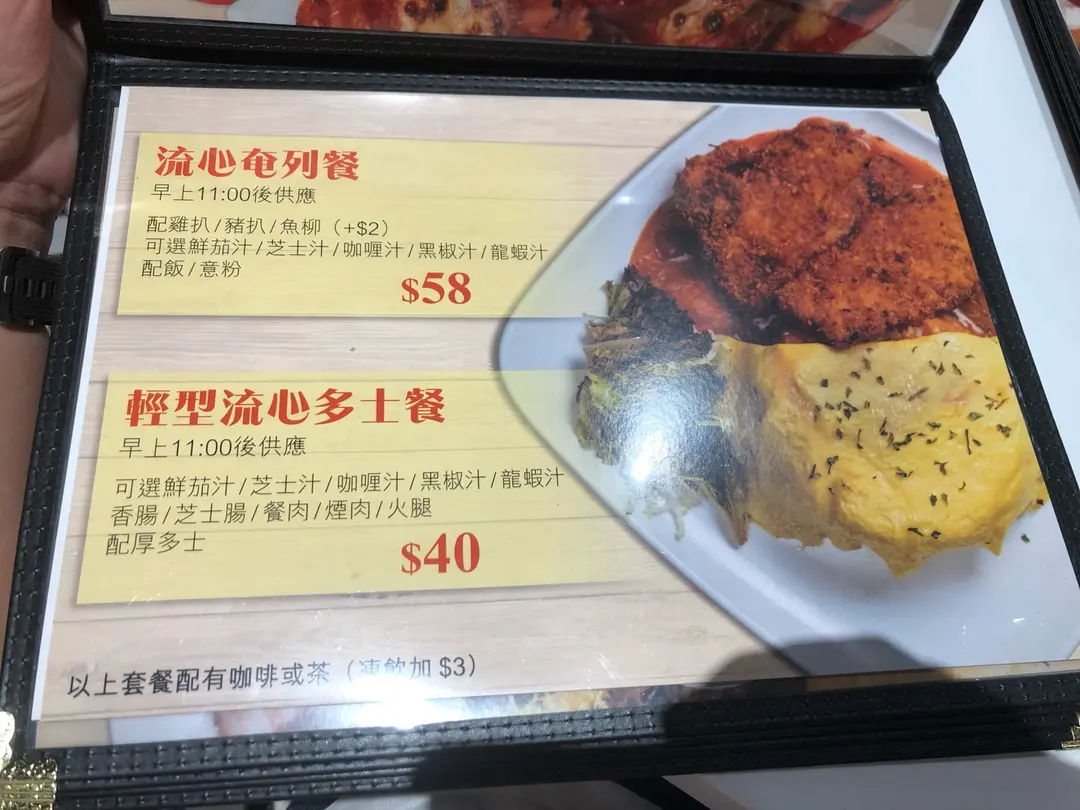 流心奄列餐
早上11:00後供應
配雞扒/豬扒/魚柳（+$2）
可選鮮茄汁/芝士汁/咖喱汁/黑椒汁/龍蝦汁
配飯/意粉
$58
輕型流心多士餐
早上11:00後供應
可選鮮茄汁/芝士汁/咖喱汁/黑椒汁/龍蝦汁
香腸/芝士腸/餐肉/煙肉/火腿
配厚多士
$40
以上套餐配有咖啡或茶（凍飲加 $3）